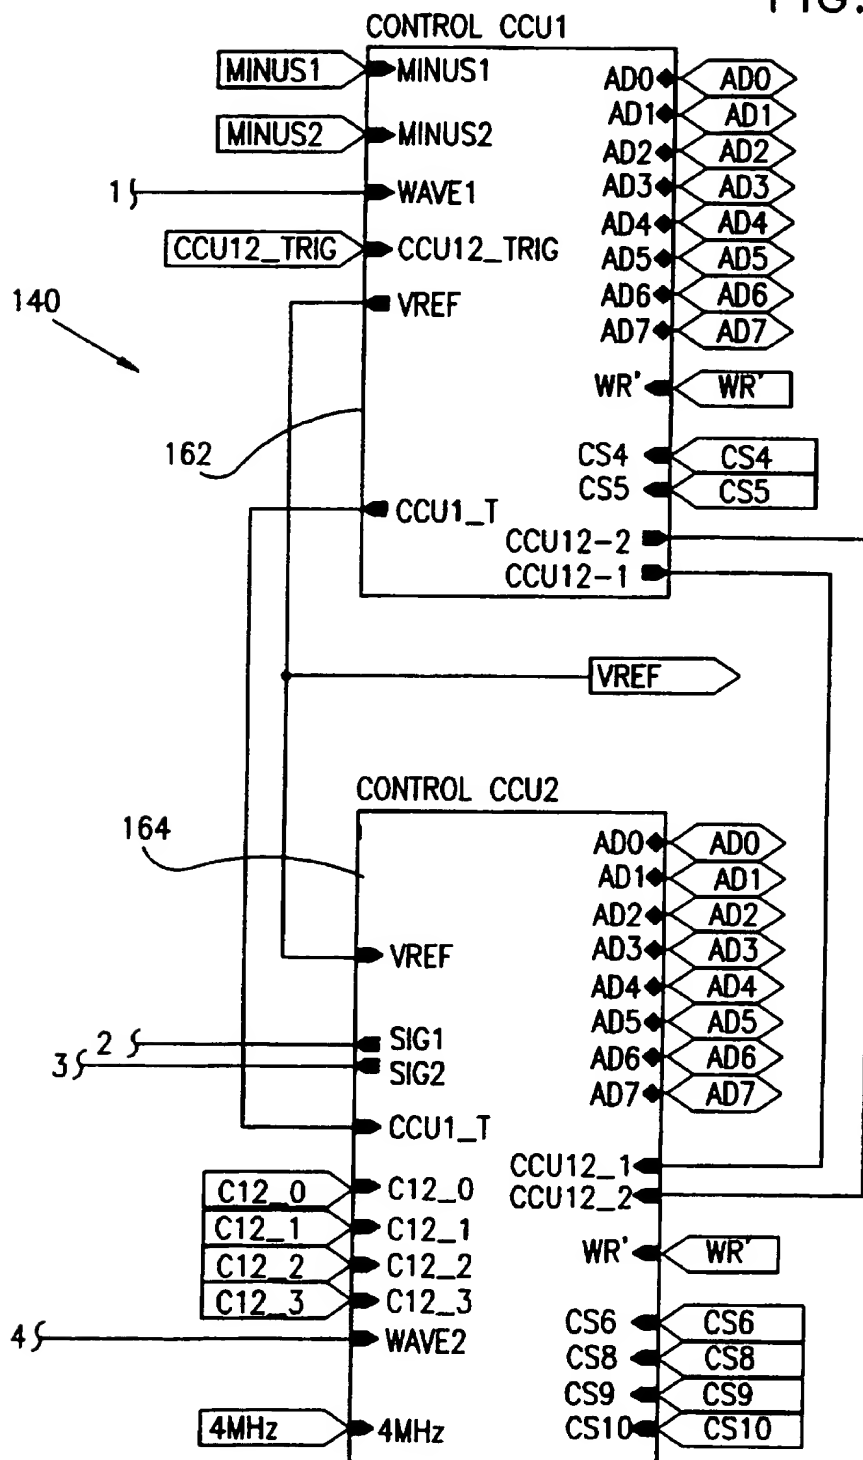 FIG.
CONTROL CCU1
MINUS1 MINUS1 AD0 AD0
AD1 AD1
MINUS2 MINUS2 AD2 AD2
1 WAVE1 AD3 AD3
AD4 AD4
CCU12_TRIG CCU12_TRIG AD5 AD5
140 VREF AD6 AD6
AD7 AD7
WR' WR'
162 CS4 CS4
CS5 CS5
CCU1_T CCU12-2
CCU12-1
VREF
CONTROL CCU2
164 AD0 AD0
AD1 AD1
AD2 AD2
VREF AD3 AD3
AD4 AD4
2 SIG1 AD5 AD5
3 SIG2 AD6 AD6
AD7 AD7
CCU1_T
CCU12_1
C12_0 C12_0 CCU12_2
C12_1 C12_1
C12_2 C12_2 WR' WR'
C12_3 C12_3
4 WAVE2 CS6 CS6
CS8 CS8
CS9 CS9
4MHz 4MHz CS10 CS10